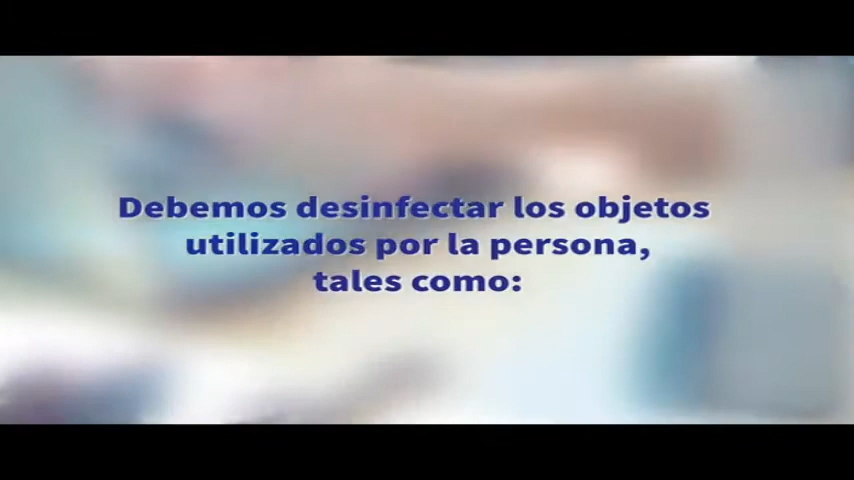 Debemos desinfectar los objetos
utilizados por la persona,
tales como: